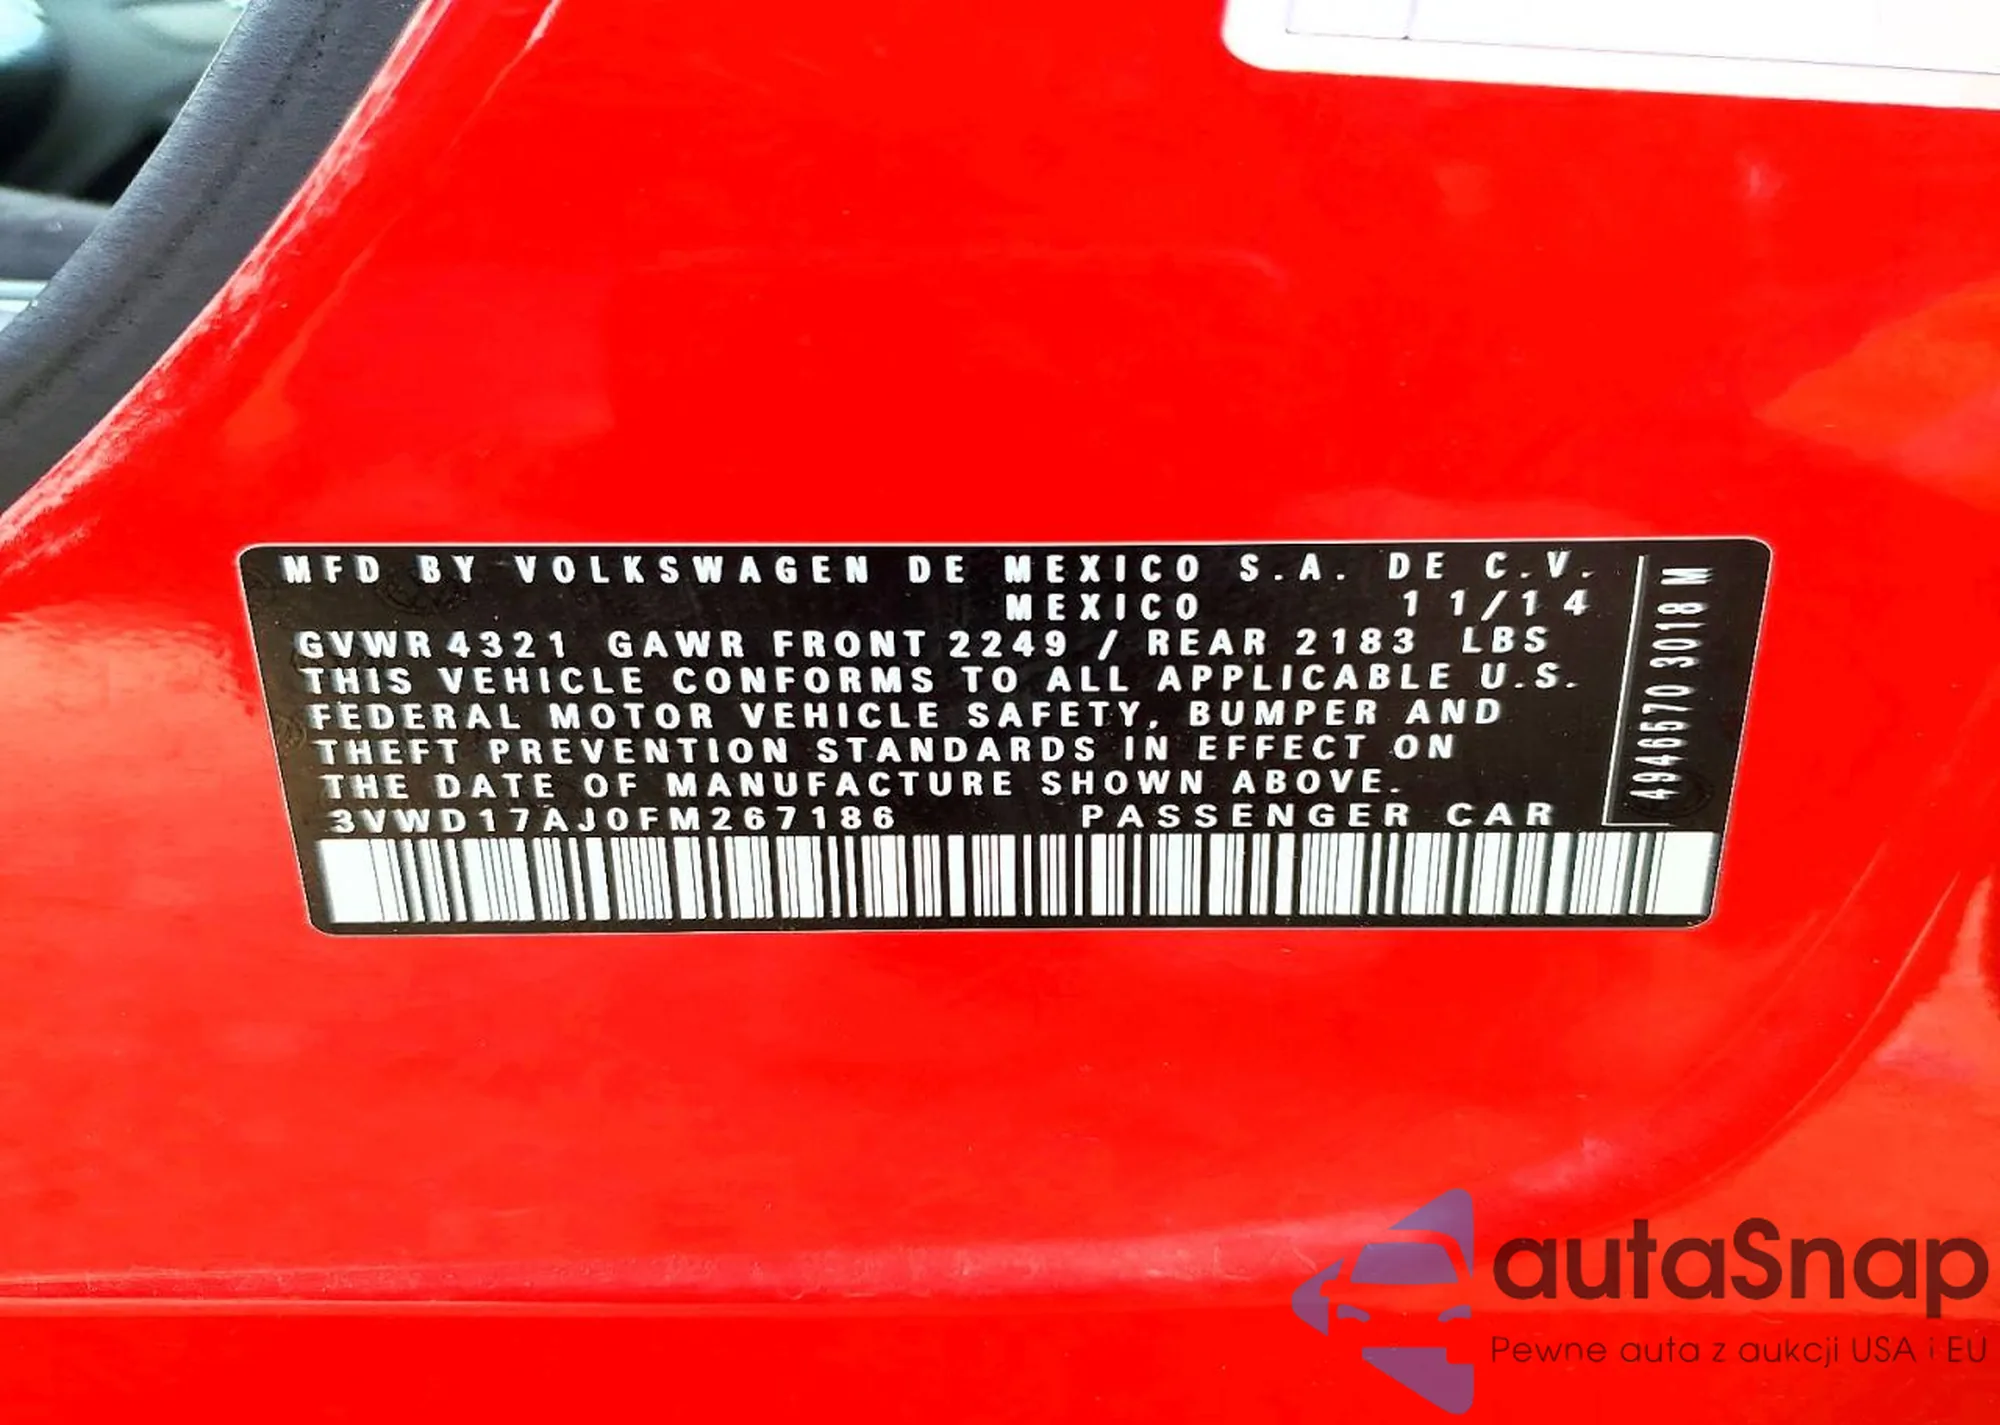 MFD BY VOLKSWAGEN DE MEXICO S.A. DE C.V.
MEXICO 11/14
GVWR 4321 GAWR FRONT 2249 / REAR 2183 LBS
THIS VEHICLE CONFORMS TO ALL APPLICABLE U.S.
FEDERAL MOTOR VEHICLE SAFETY, BUMPER AND
THEFT PREVENTION STANDARDS IN EFFECT ON
THE DATE OF MANUFACTURE SHOWN ABOVE.
3VWD17AJ0FM267186 PASSENGER CAR
4946570 3018 M
autaSnap
Pewne auta z aukcji USA i EU